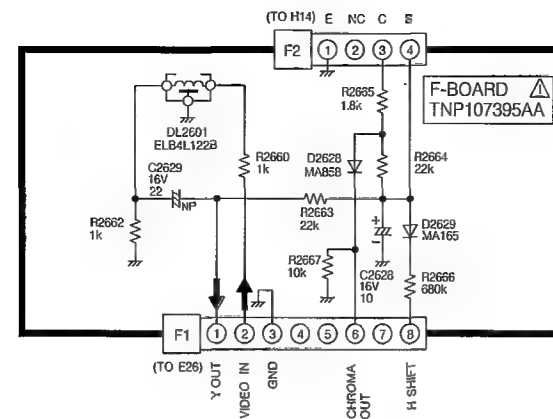 (TO H14) E NC C B
F2 1 2 3 4
F-BOARD
TNP107395AA
R2665
1.8k
DL2601
ELB4L122B
C2629
16V
22
NP
R2660
1k
D2628
MA858
R2664
22k
R2662
1k
R2663
22k
+
D2629
MA165
R2667
10k
C2628
16V
10
R2666
680k
F1 1 2 3 4 5 6 7 8
(TO E26)
Y OUT
VIDEO IN
GND
CHROMA
OUT
H SHIFT